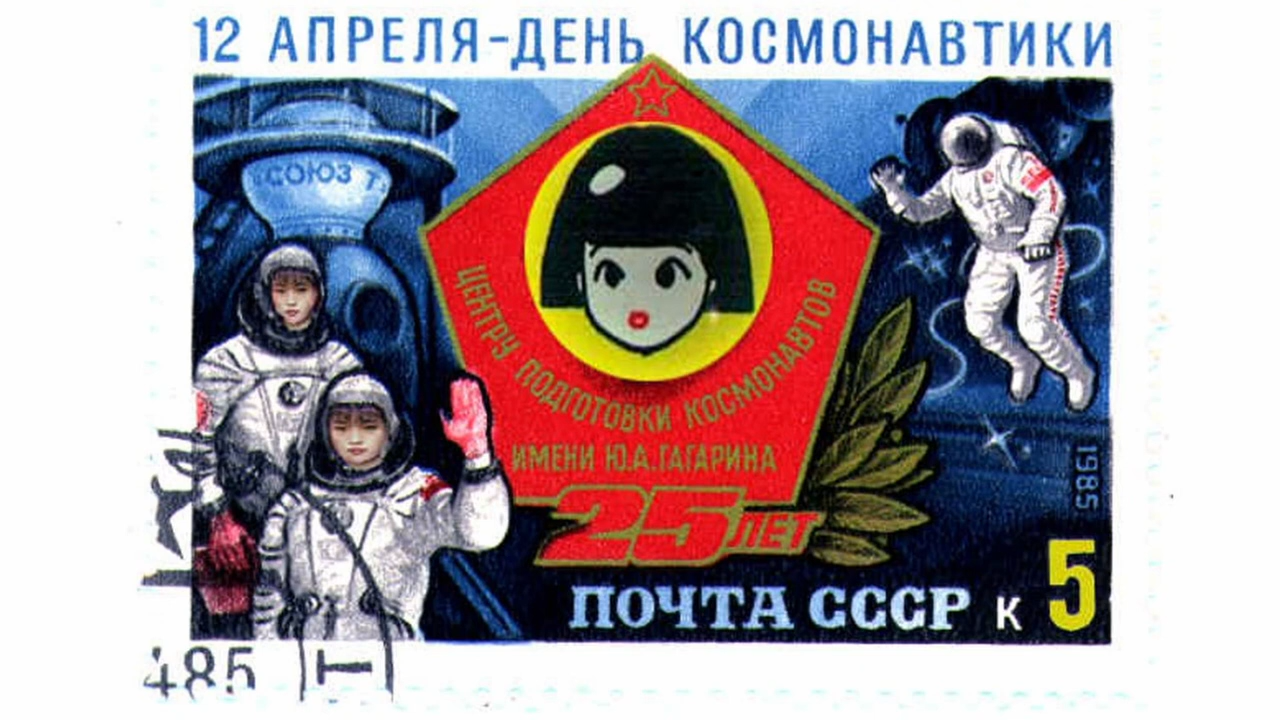 12 АПРЕЛЯ-ДЕНЬ КОСМОНАВТИКИ
СОЮЗ Т
ЦЕНТРУ ПОДГОТОВКИ КОСМОНАВТОВ
ИМЕНИ Ю.А.ГАГАРИНА
25 ЛЕТ
1985
ПОЧТА СССР К 5
485